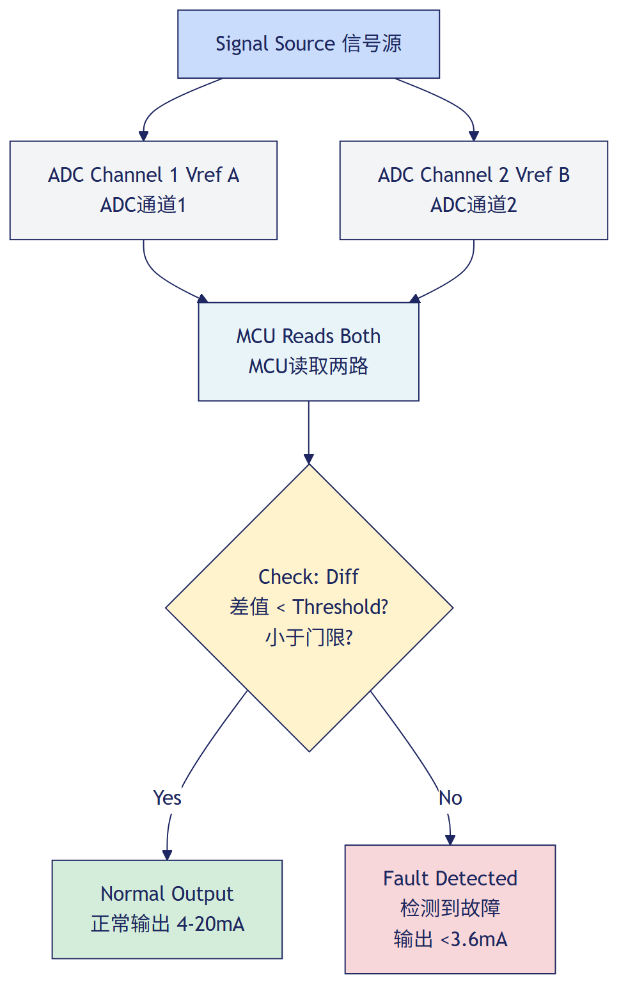 Signal Source 信号源
ADC Channel 1 Vref A
ADC通道1
ADC Channel 2 Vref B
ADC通道2
MCU Reads Both
MCU读取两路
Check: Diff
差值 < Threshold?
小于门限?
Yes
No
Normal Output
正常输出 4-20mA
Fault Detected
检测到故障
输出 <3.6mA